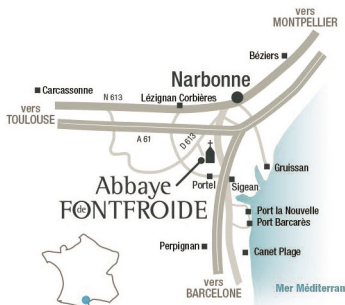 vers
MONTPELLIER
Béziers
Narbonne
Carcassonne
N 613
Lézignan Corbières
vers
TOULOUSE
A 61
D 613
Gruissan
Abbaye
de
FONTFROIDE
Portel
Sigean
Port la Nouvelle
Port Barcarès
Perpignan
Canet Plage
vers
BARCELONE
Mer Méditerran